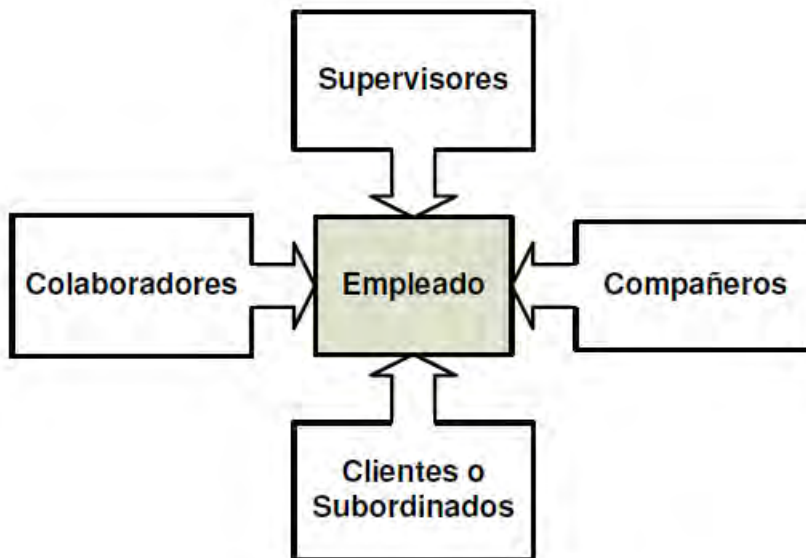 Supervisores
Colaboradores
Empleado
Compañeros
Clientes o
Subordinados